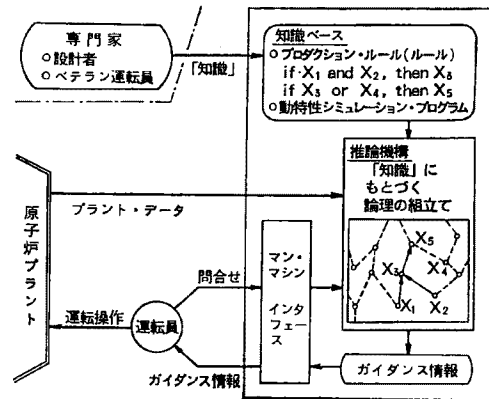 専門家
○設計者
○ベテラン運転員
「知識」
知識ベース
○プロダクション・ルール(ルール)
if X₁ and X₂, then X₃
if X₃ or X₄, then X₅
○動特性シミュレーション・プログラム
推論機構
「知識」に
もとづく
論理の組立て
X₅
X₃
X₄
X₁
X₂
原子炉プラント
プラント・データ
問合せ
マン・
マシン
インタ
フェース
運転操作
運転員
ガイダンス情報
ガイダンス情報